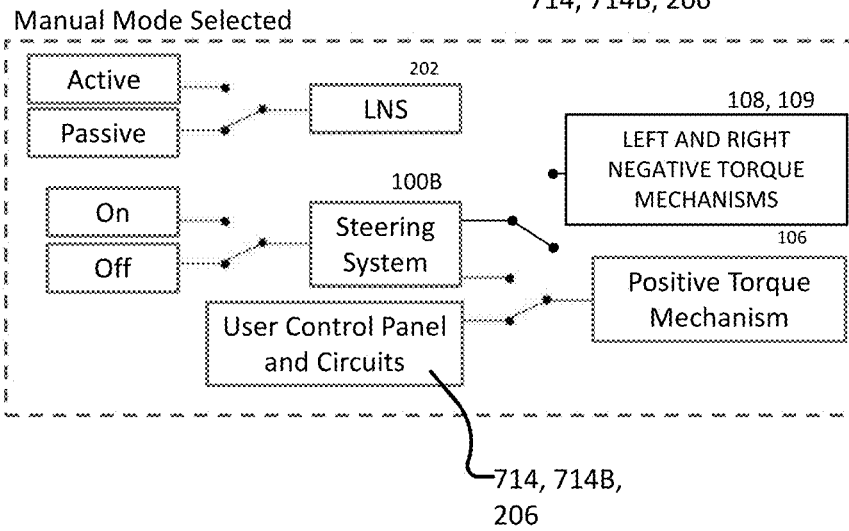 714, 714B, 206
Manual Mode Selected
Active
Passive
202
LNS
108, 109
LEFT AND RIGHT
NEGATIVE TORQUE
MECHANISMS
On
Off
100B
Steering
System
106
Positive Torque
Mechanism
User Control Panel
and Circuits
714, 714B,
206